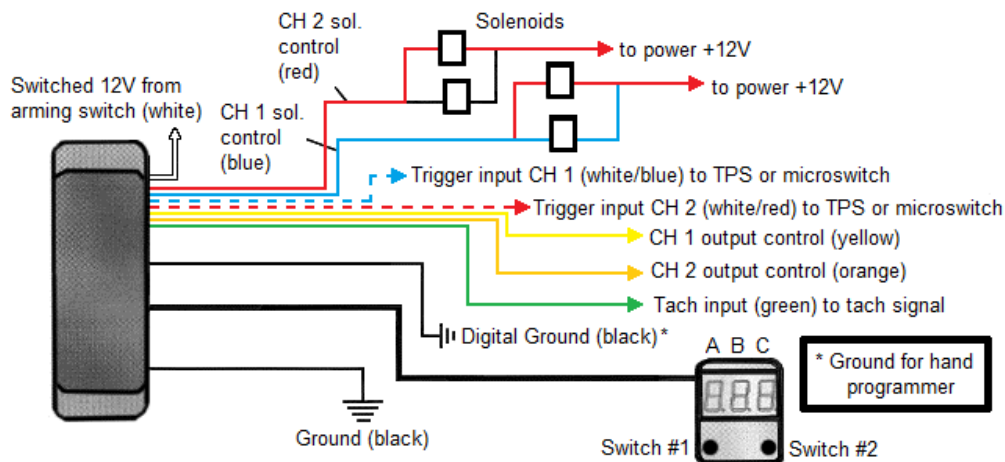 CH 2 sol.
control
(red)
Solenoids
to power +12V
to power +12V
Switched 12V from
arming switch (white)
CH 1 sol.
control
(blue)
Trigger input CH 1 (white/blue) to TPS or microswitch
Trigger input CH 2 (white/red) to TPS or microswitch
CH 1 output control (yellow)
CH 2 output control (orange)
Tach input (green) to tach signal
Digital Ground (black)*
A B C
8.8.8
* Ground for hand
programmer
Ground (black)
Switch #1
Switch #2